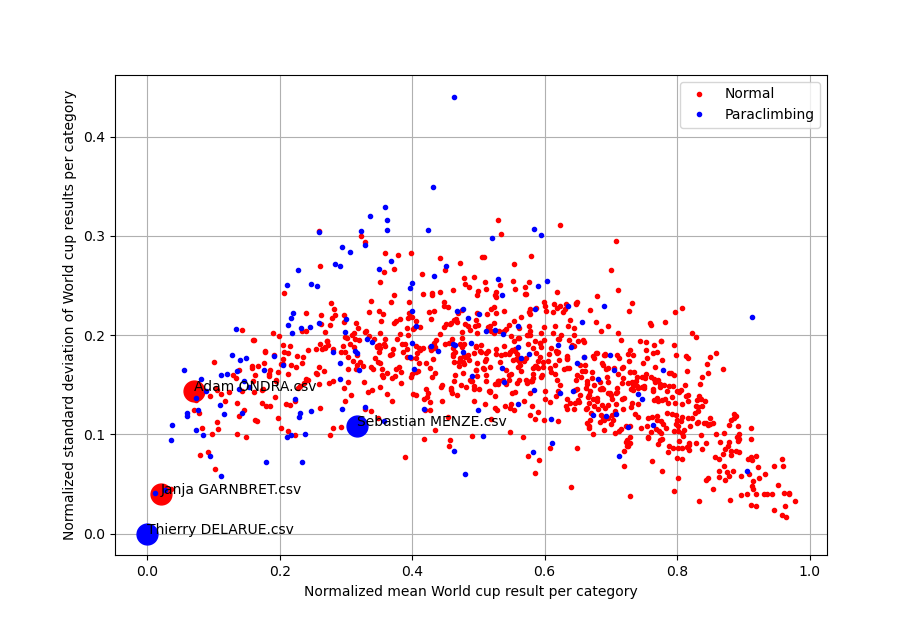 Normalized standard deviation of World cup results per category
0.4
0.3
0.2
0.1
0.0
Normal
Paraclimbing
Adam ONDRA.csv
Sebastian MENZE.csv
Janja GARNBRET.csv
Thierry DELARUE.csv
0.0 0.2 0.4 0.6 0.8 1.0
Normalized mean World cup result per category